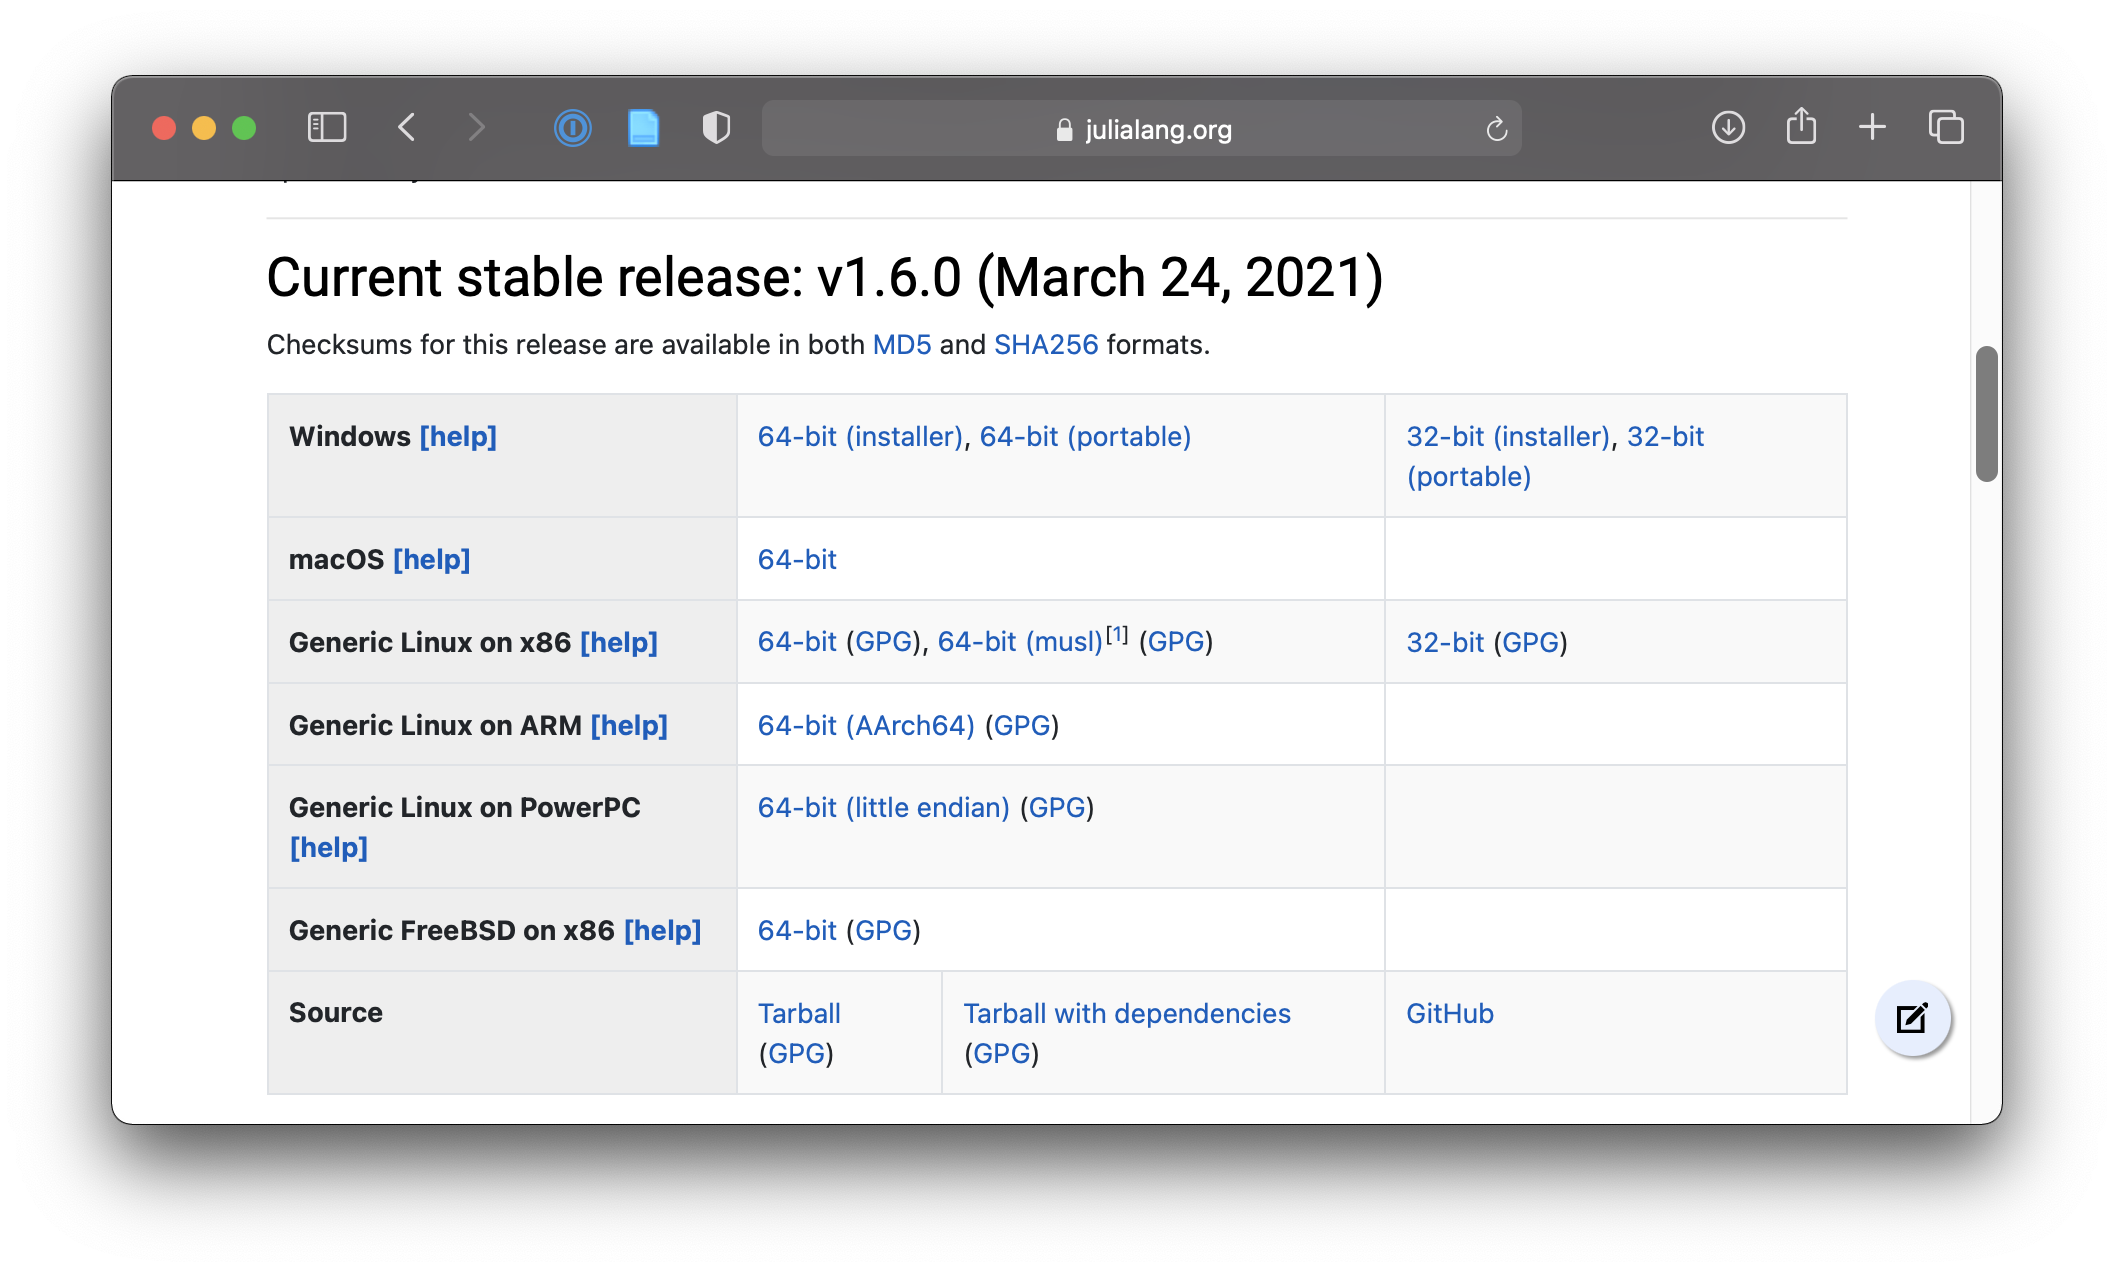 julialang.org
Current stable release: v1.6.0 (March 24, 2021)
Checksums for this release are available in both MD5 and SHA256 formats.
Windows [help]
64-bit (installer), 64-bit (portable)
32-bit (installer), 32-bit
(portable)
macOS [help]
64-bit
Generic Linux on x86 [help]
64-bit (GPG), 64-bit (musl)[1] (GPG)
32-bit (GPG)
Generic Linux on ARM [help]
64-bit (AArch64) (GPG)
Generic Linux on PowerPC
[help]
64-bit (little endian) (GPG)
Generic FreeBSD on x86 [help]
64-bit (GPG)
Source
Tarball
(GPG)
Tarball with dependencies
(GPG)
GitHub